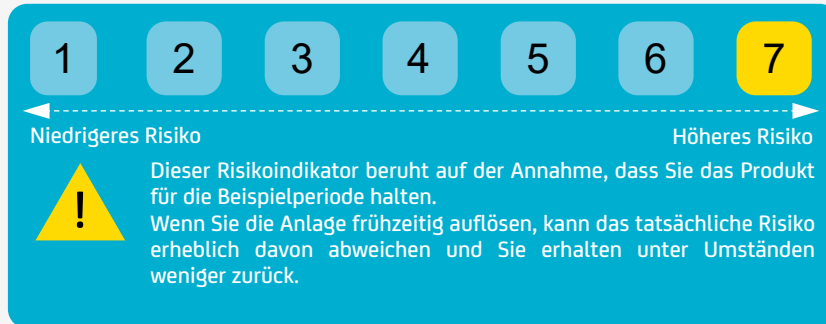 1 2 3 4 5 6 7
Niedrigeres Risiko Höheres Risiko
!
Dieser Risikoindikator beruht auf der Annahme, dass Sie das Produkt
für die Beispielperiode halten.
Wenn Sie die Anlage frühzeitig auflösen, kann das tatsächliche Risiko
erheblich davon abweichen und Sie erhalten unter Umständen
weniger zurück.